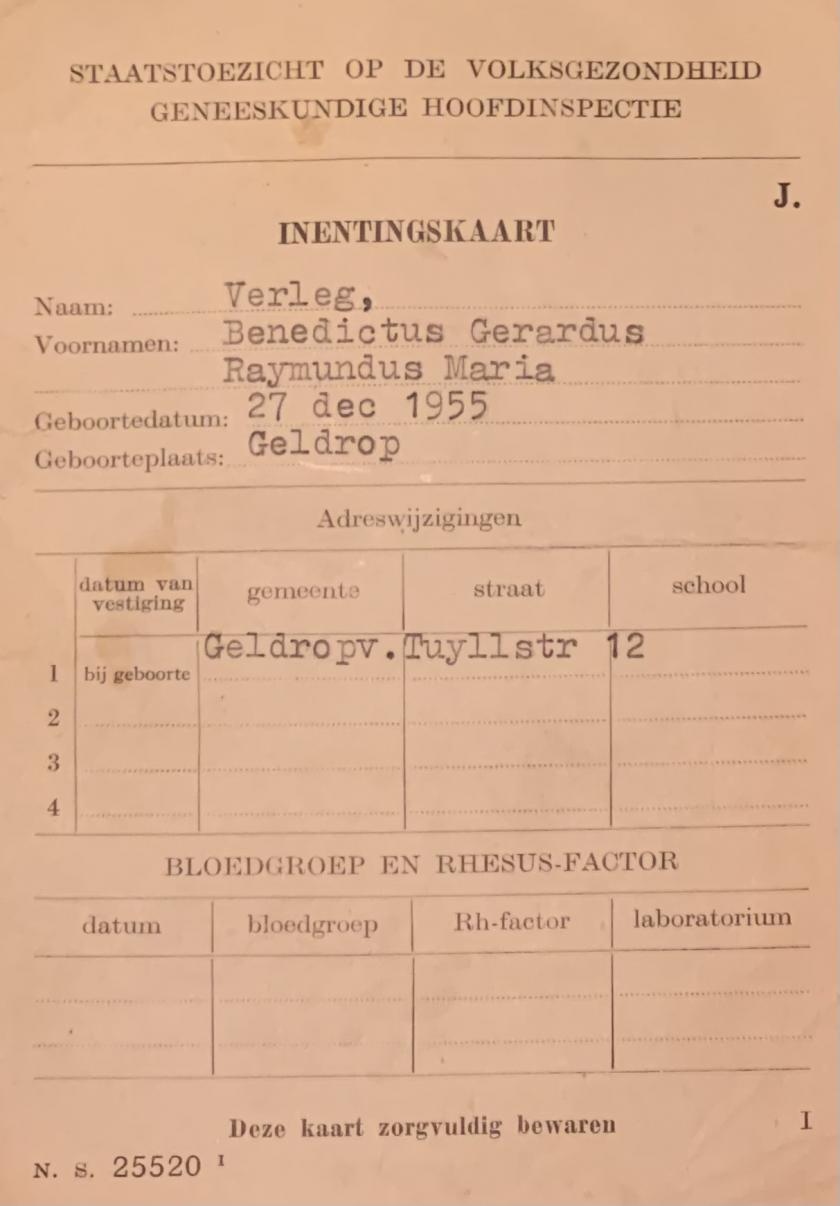 STAATSTOEZICHT OP DE VOLKSGEZONDHEID
GENEESKUNDIGE HOOFDINSPECTIE
J.
INENTINGSKAART
Naam: Verleg,
Voornamen: Benedictus Gerardus
Raymundus Maria
Geboortedatum: 27 dec 1955
Geboorteplaats: Geldrop
Adreswijzigingen
datum van vestiging gemeente straat school
1 bij geboorte Geldrop v.Tuyllstr 12
2
3
4
BLOEDGROEP EN RHESUS-FACTOR
datum bloedgroep Rh-factor laboratorium
Deze kaart zorgvuldig bewaren I
N. S. 25520 I